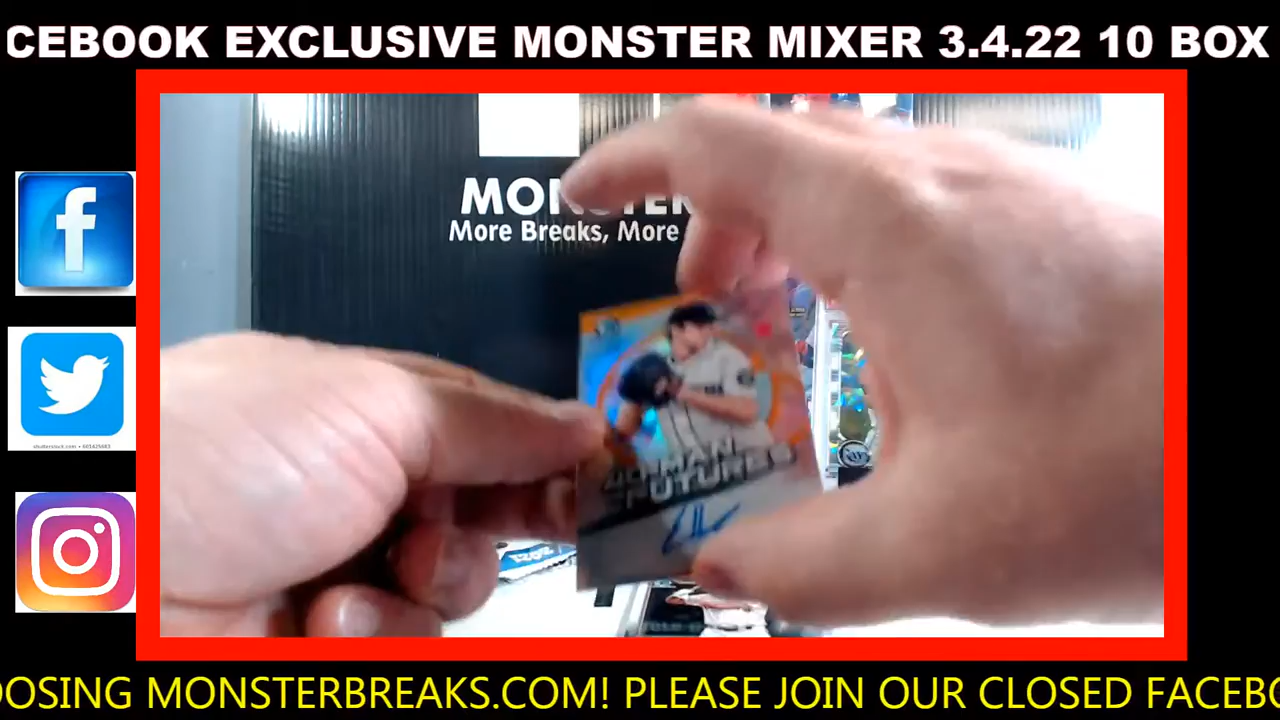 CEBOOK EXCLUSIVE MONSTER MIXER 3.4.22 10 BOX
MONSTER
More Breaks, More
FUTURES
OOSING MONSTERBREAKS.COM! PLEASE JOIN OUR CLOSED FACEBO